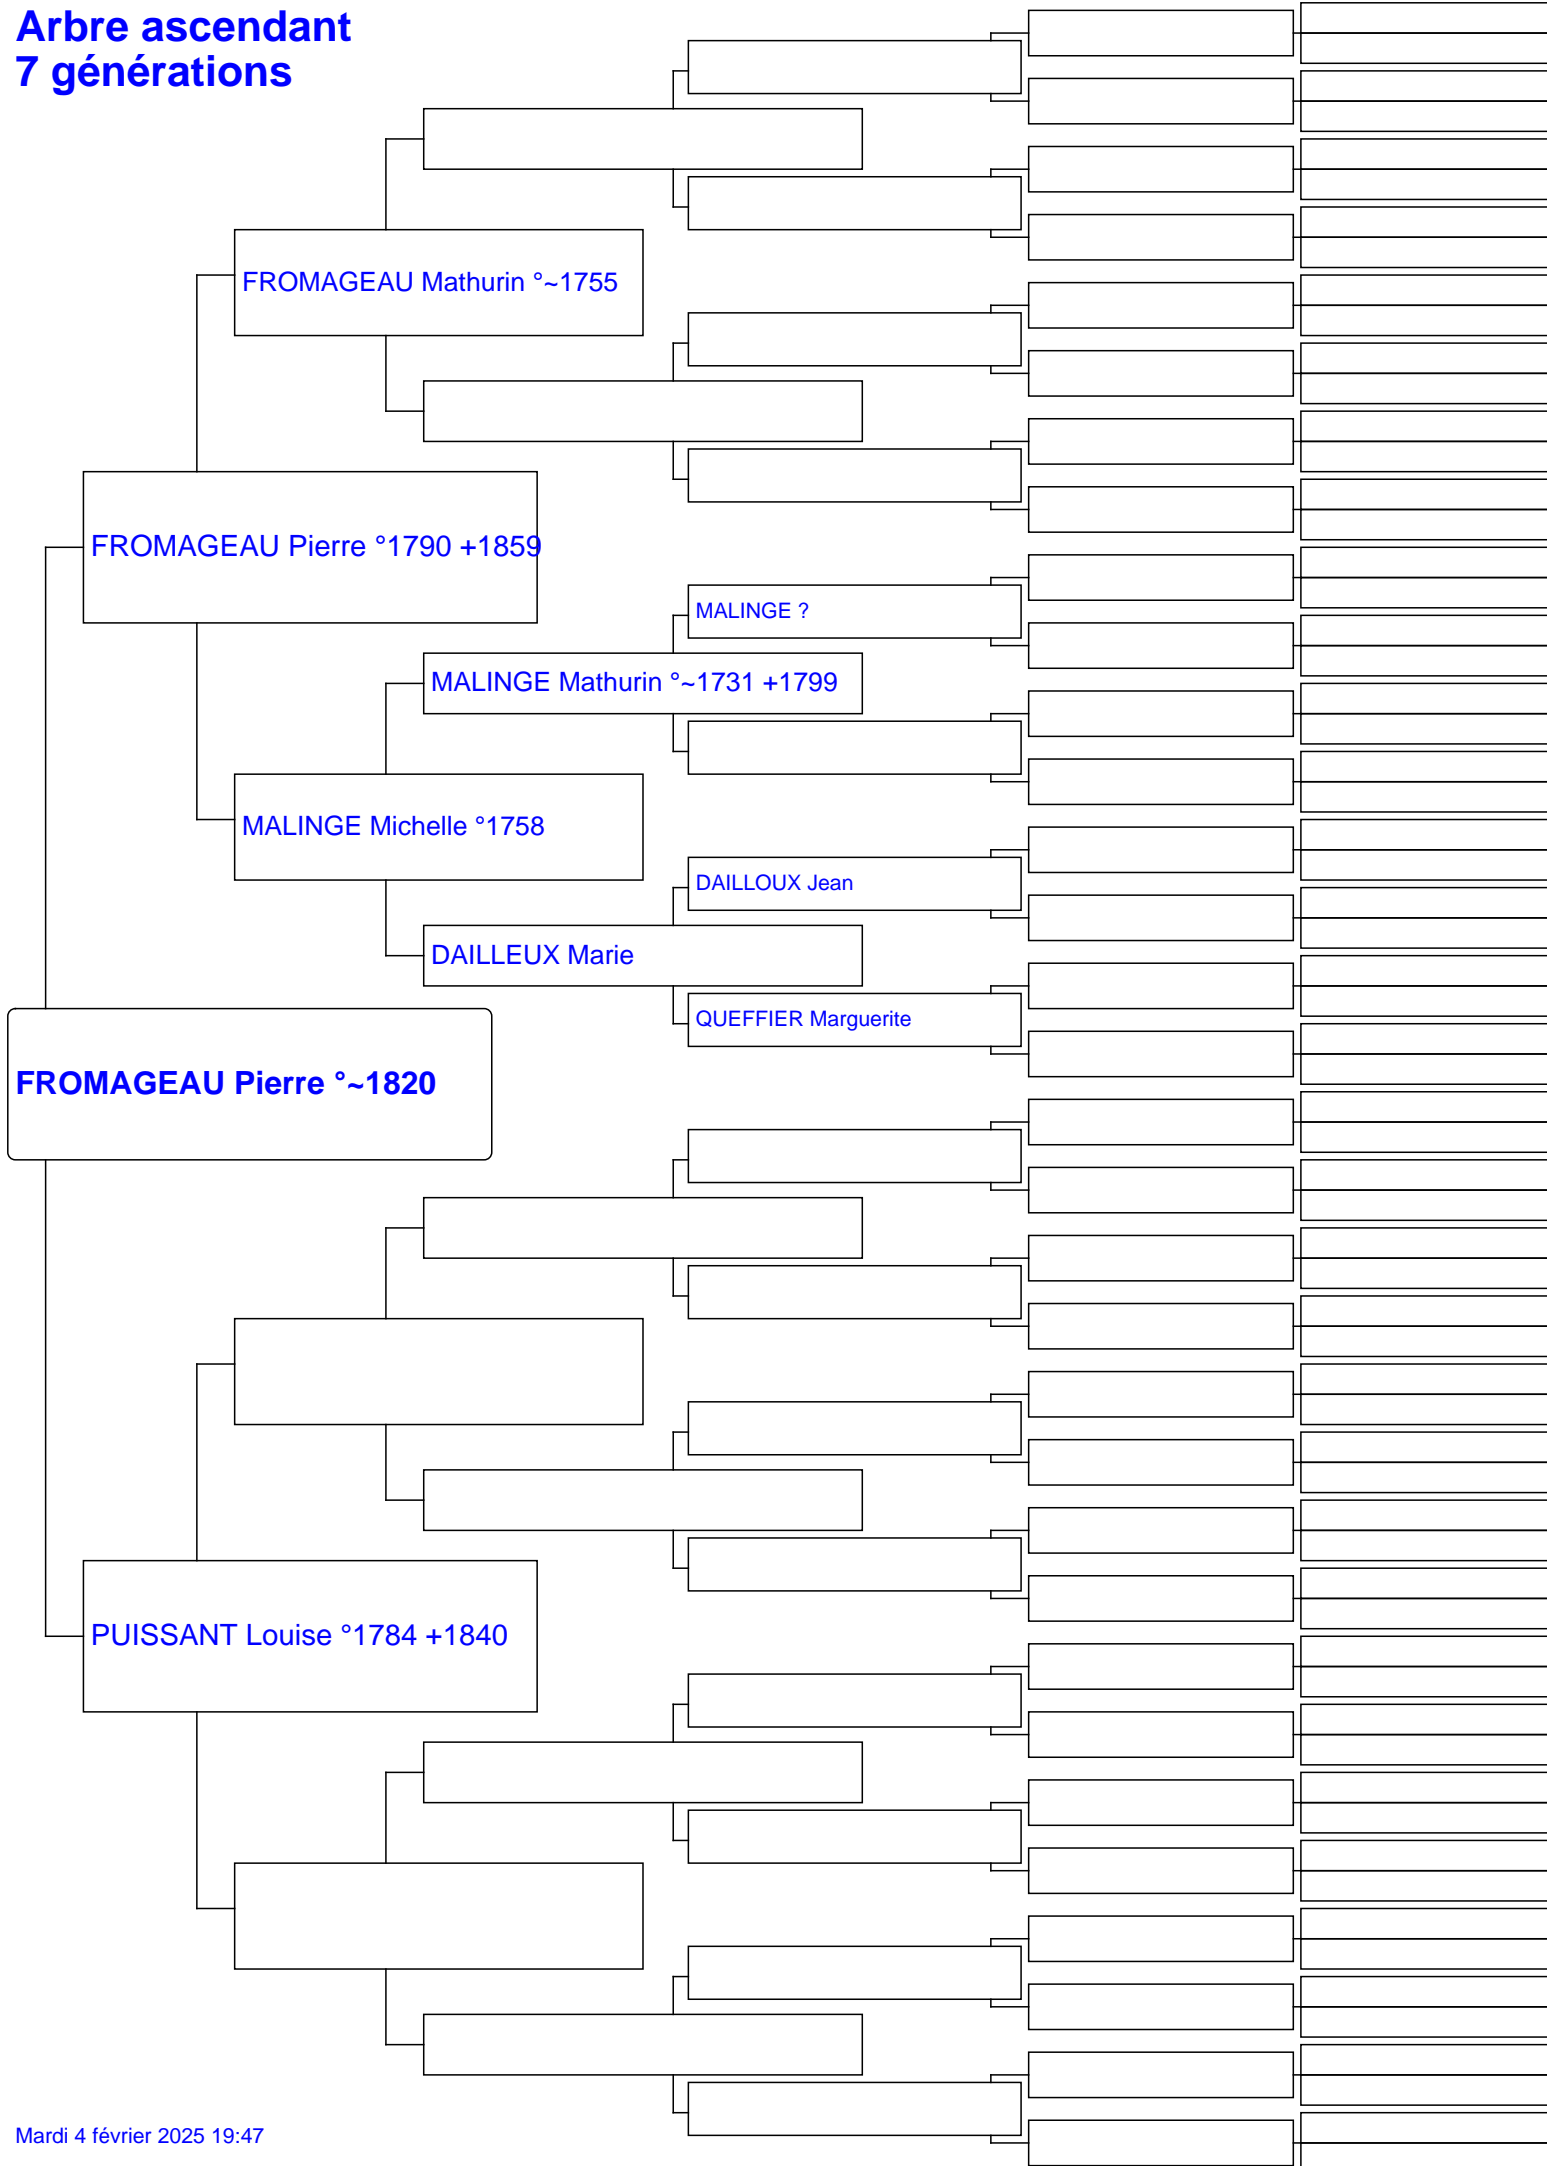 Arbre ascendant
7 générations
FROMAGEAU Mathurin °~1755
FROMAGEAU Pierre °1790 +1859
MALINGE ?
MALINGE Mathurin °~1731 +1799
MALINGE Michelle °1758
DAILLOUX Jean
DAILLEUX Marie
QUEFFIER Marguerite
FROMAGEAU Pierre °~1820
PUISSANT Louise °1784 +1840
Mardi 4 février 2025 19:47